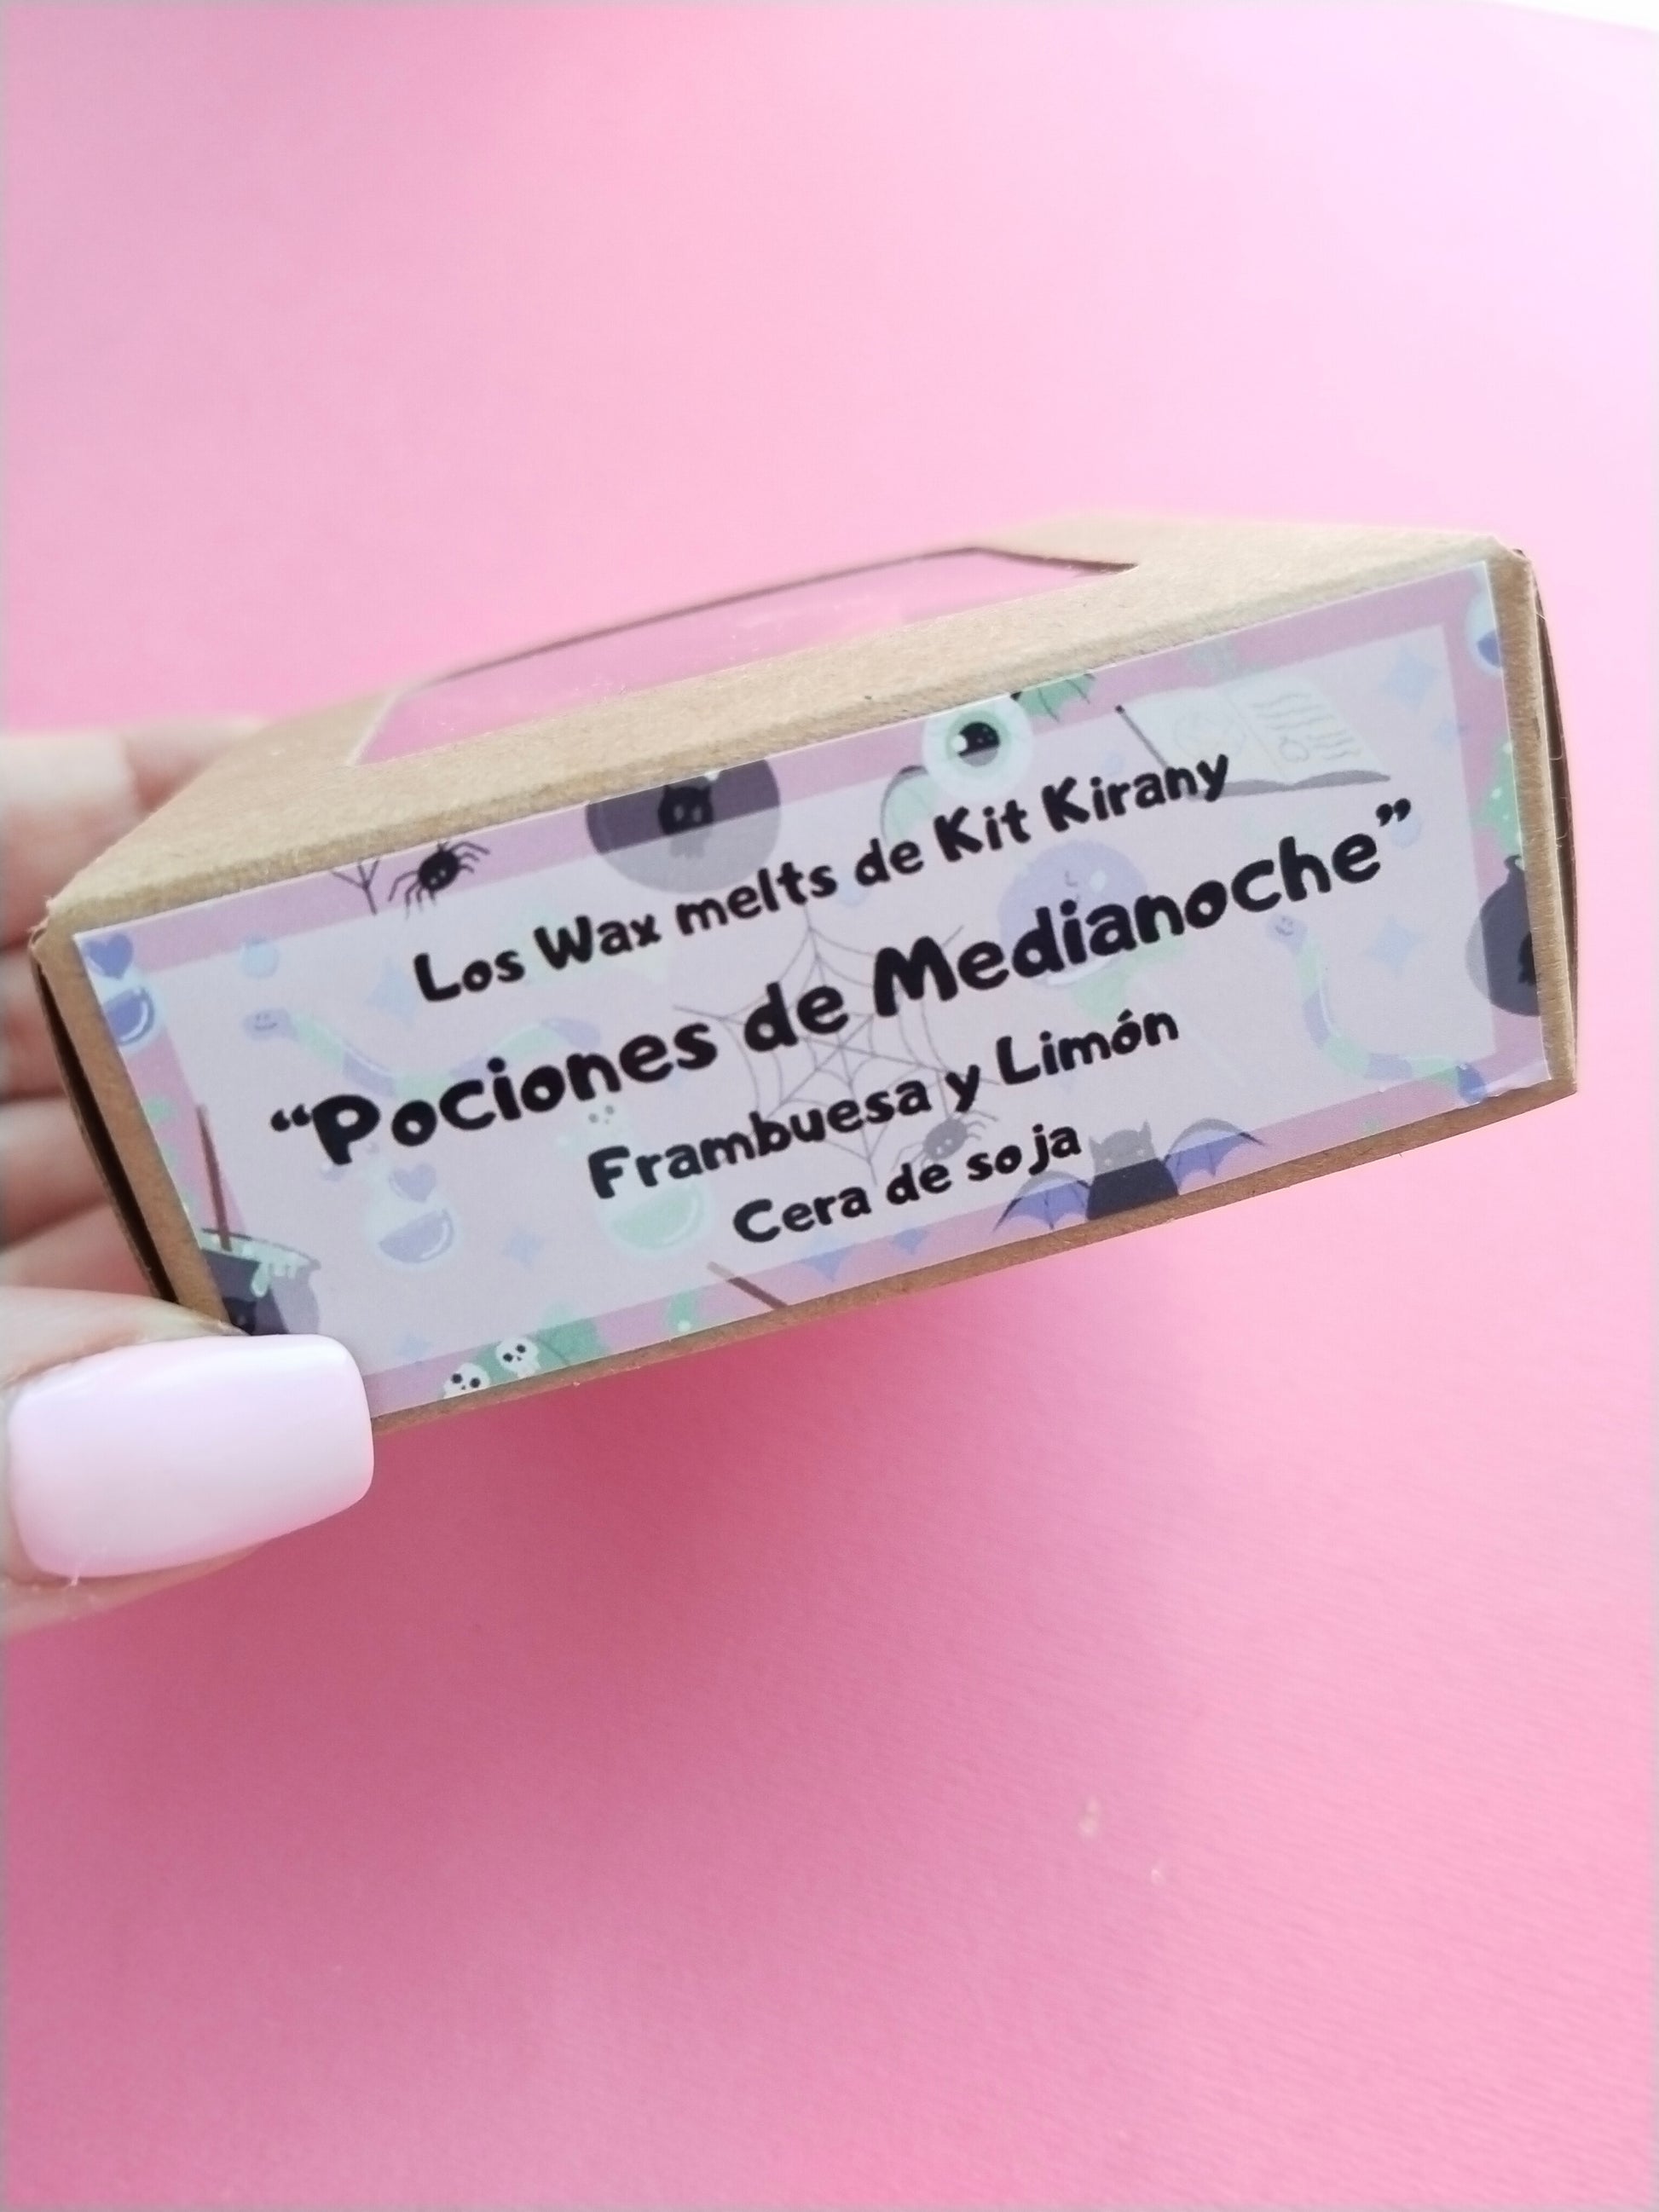 Los Wax melts de Kit Kirany
“Pociones de Medianoche”
Frambuesa y Limón
Cera de soja